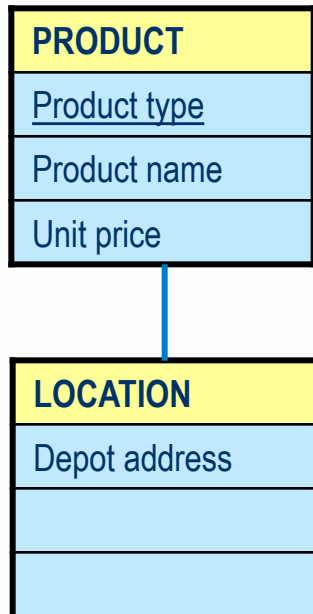 PRODUCT
Product type
Product name
Unit price
LOCATION
Depot address